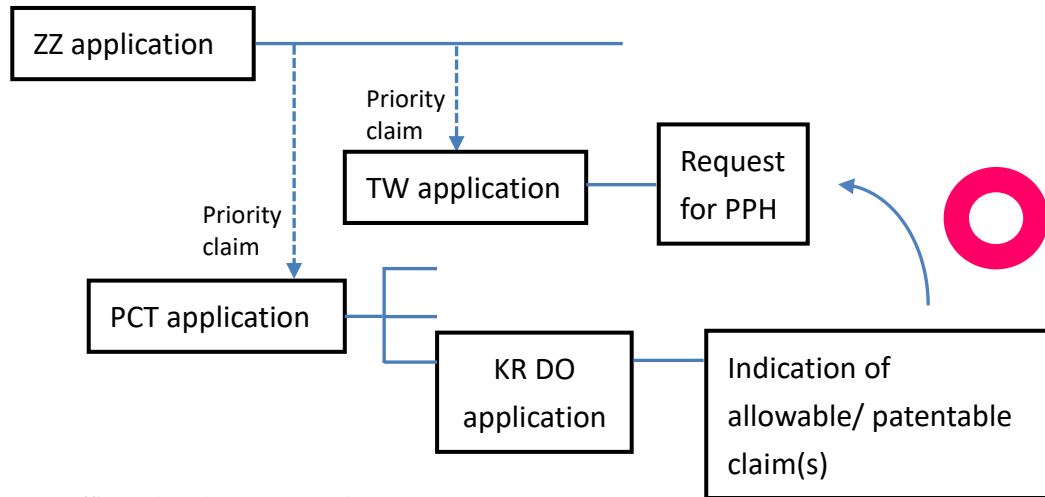 ZZ application
Priority
claim
TW application
Request
for PPH
Priority
claim
PCT application
KR DO
application
Indication of
allowable/ patentable
claim(s)